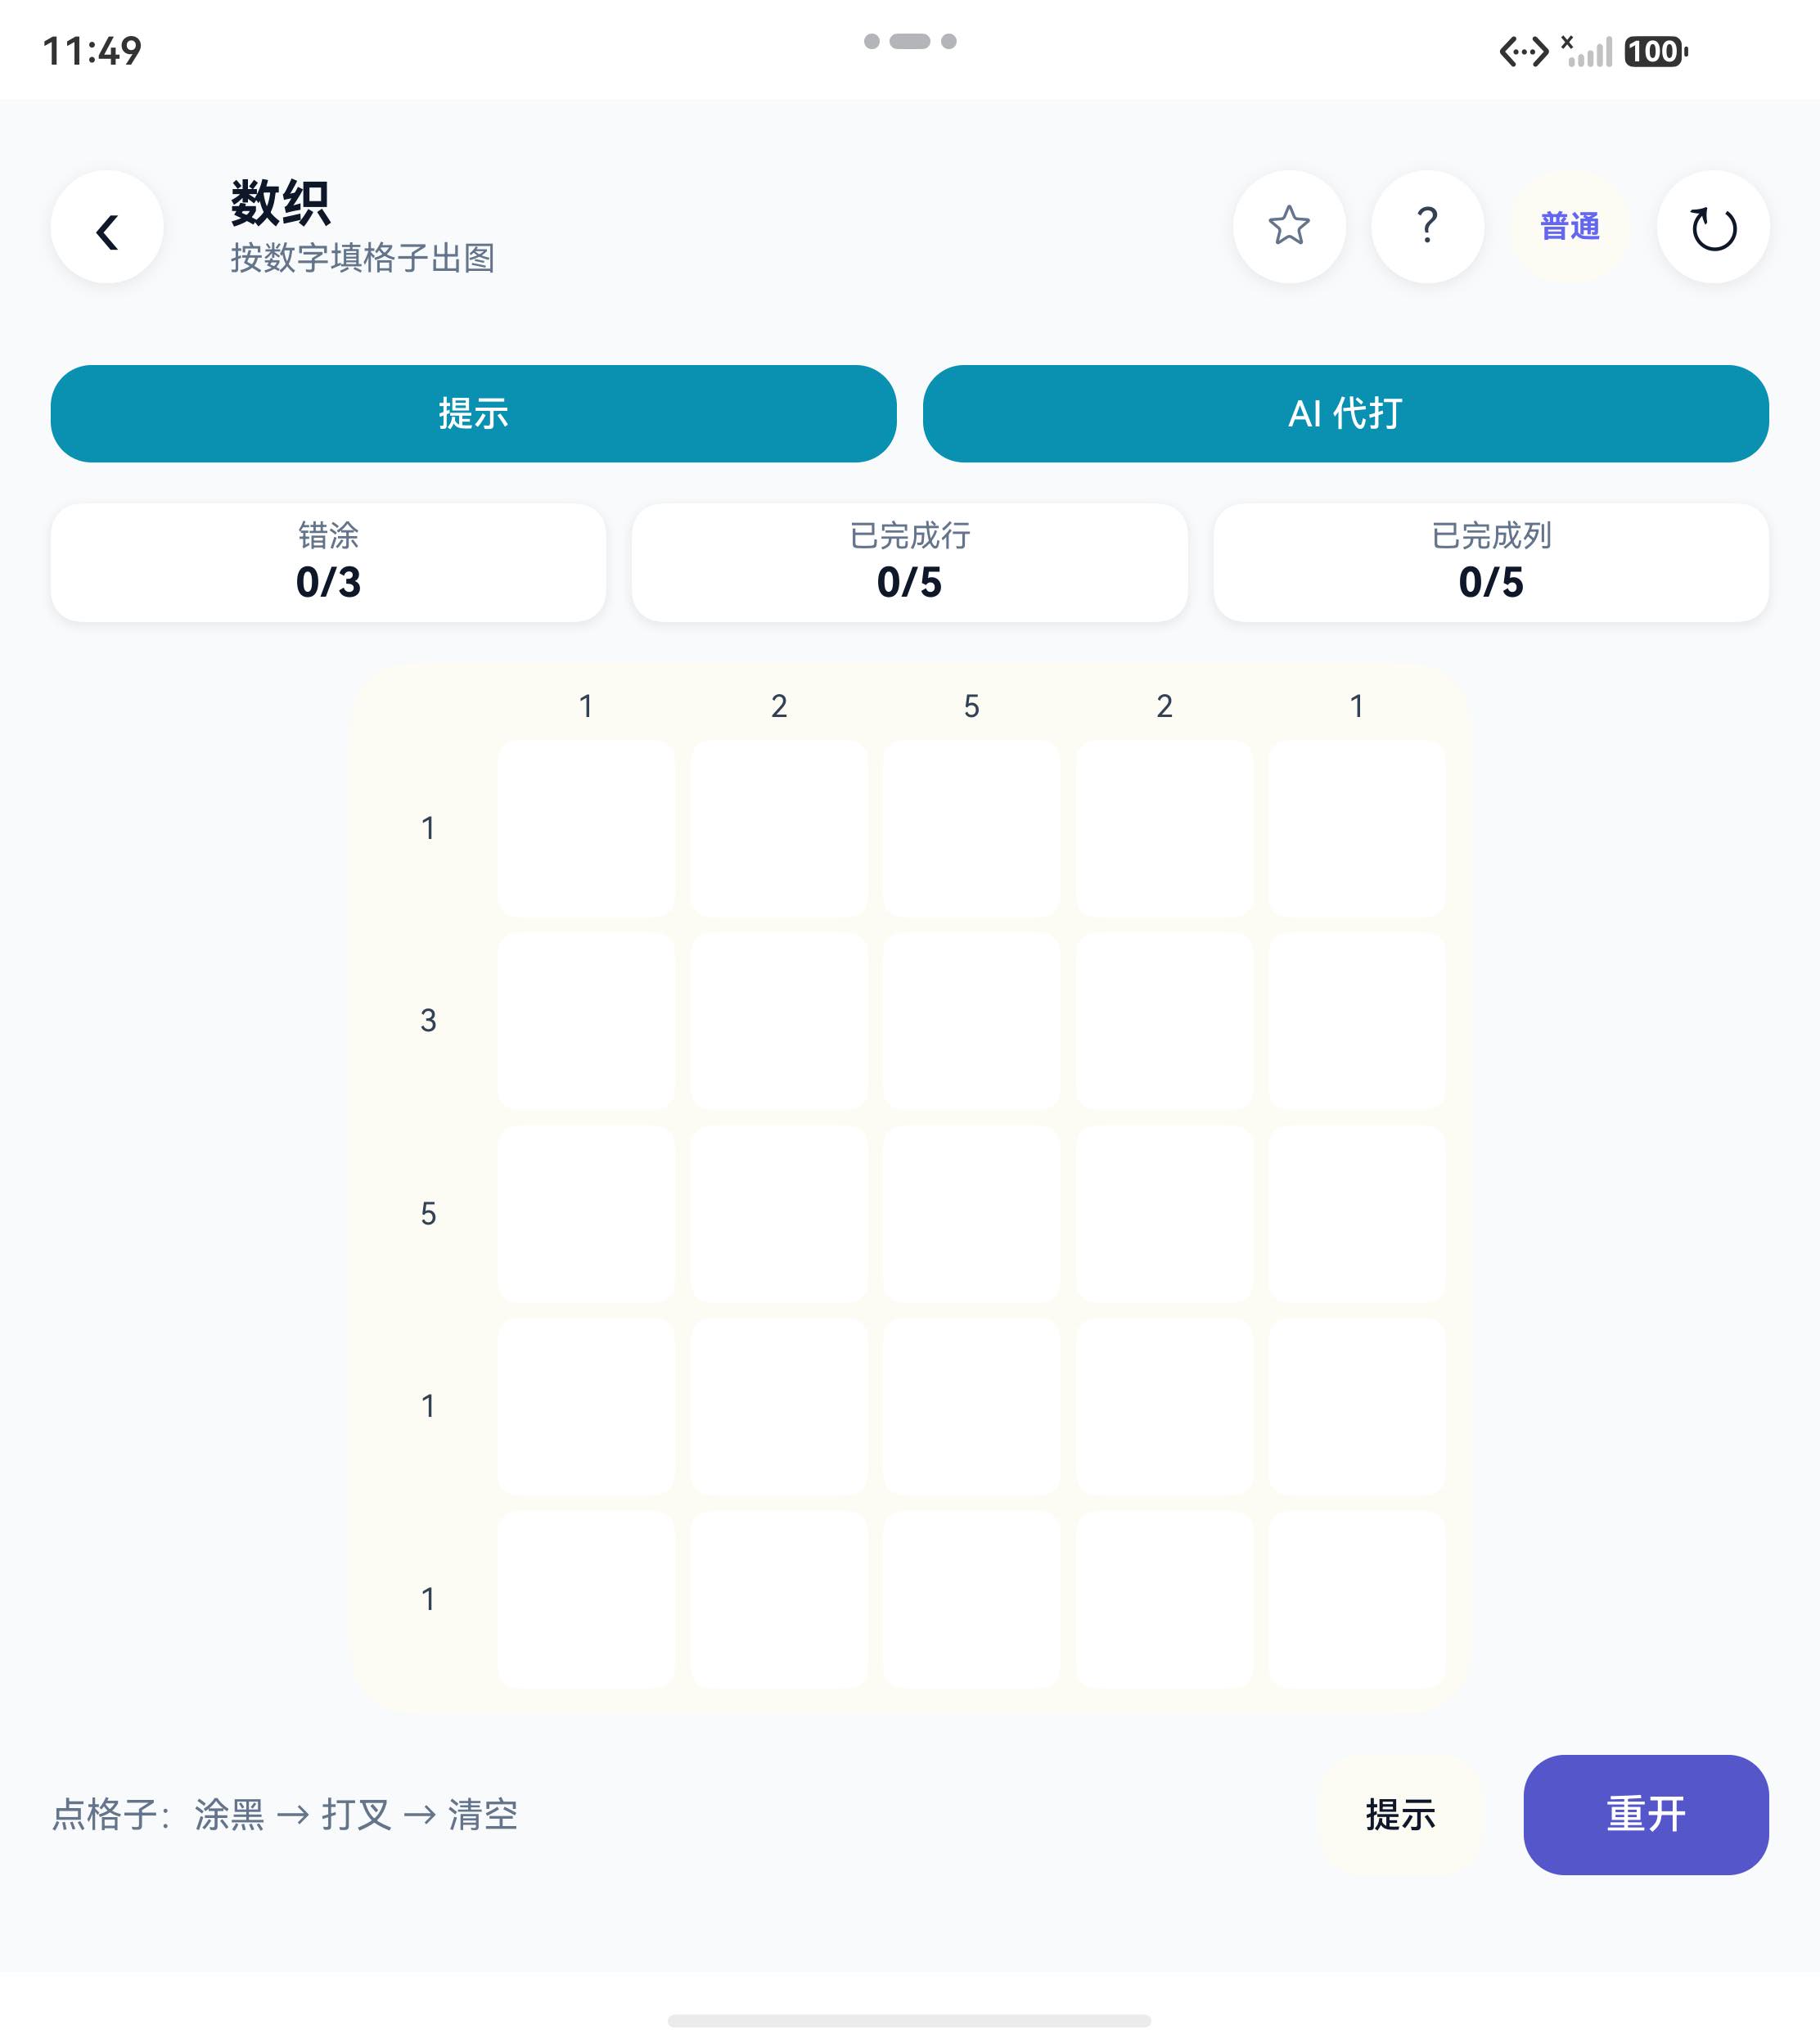 11:49
100
数织
按数字填格子出图
?
普通
提示
AI 代打
错涂
0/3
已完成行
0/5
已完成列
0/5
1 2 5 2 1
1
3
5
1
1
点格子：涂黑 → 打叉 → 清空
提示
重开